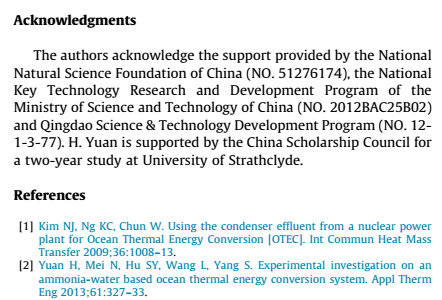 Acknowledgments
The authors acknowledge the support provided by the National
Natural Science Foundation of China (NO. 51276174), the National
Key Technology Research and Development Program of the
Ministry of Science and Technology of China (NO. 2012BAC25B02)
and Qingdao Science & Technology Development Program (NO. 12-
1-3-77). H. Yuan is supported by the China Scholarship Council for
a two-year study at University of Strathclyde.
References
[1] Kim NJ, Ng KC, Chun W. Using the condenser effluent from a nuclear power
plant for Ocean Thermal Energy Conversion [OTEC]. Int Commun Heat Mass
Transfer 2009;36:1008–13.
[2] Yuan H, Mei N, Hu SY, Wang L, Yang S. Experimental investigation on an
ammonia-water based ocean thermal energy conversion system. Appl Therm
Eng 2013;61:327–33.